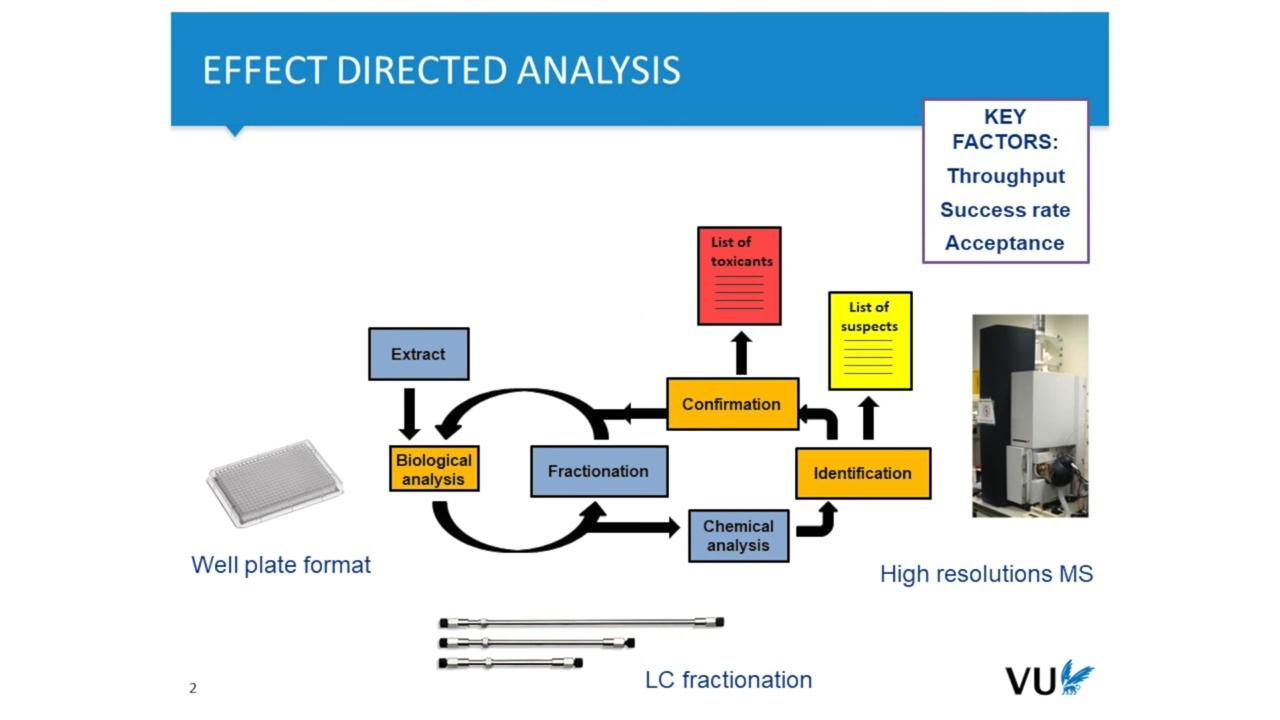 EFFECT DIRECTED ANALYSIS
KEY
FACTORS:
Throughput
Success rate
Acceptance
List of
toxicants
List of
suspects
Extract
Confirmation
Biological
analysis
Fractionation
Identification
Chemical
analysis
Well plate format
High resolutions MS
LC fractionation
2
VU